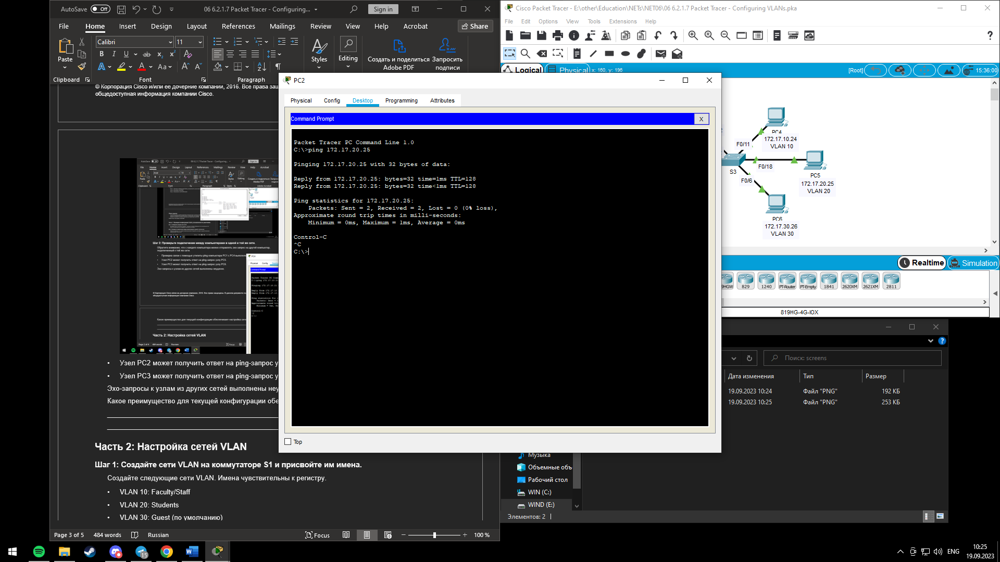 AutoSave Off 06 6.2.1.7 Packet Tracer - Configuring... Sign in
File Home Insert Design Layout References Mailings Review View Help Acrobat Share
Calibri 11
Paste
Styles
Editing
Создать и поделиться Adobe PDF
Запросить подписи
Clipboard Font Paragraph
© Корпорация Cisco и/или ее дочерние компании, 2016. Все права
общедоступная информация компании Cisco.
Шаг 2: Проверьте подключение между компьютерами в одной и той же сети.
Часть 2: Настройка сетей VLAN
• Узел PC2 может получить ответ на ping-запрос
• Узел PC3 может получить ответ на ping-запрос
Эхо-запросы к узлам из других сетей выполнены
Какое преимущество для текущей конфигурации
Часть 2: Настройка сетей VLAN
Шаг 1: Создайте сети VLAN на коммутаторе S1 и присвойте им имена.
Создайте следующие сети VLAN. Имена чувствительны к регистру.
• VLAN 10: Faculty/Staff
• VLAN 20: Students
• VLAN 30: Guest (по умолчанию)
Page 3 of 5 484 words Russian Focus 100 %
PC2
Physical Config Desktop Programming Attributes
Command Prompt X
Packet Tracer PC Command Line 1.0
C:\>ping 172.17.20.25
Pinging 172.17.20.25 with 32 bytes of data:
Reply from 172.17.20.25: bytes=32 time=1ms TTL=128
Reply from 172.17.20.25: bytes=32 time<1ms TTL=128
Ping statistics for 172.17.20.25:
Packets: Sent = 2, Received = 2, Lost = 0 (0% loss),
Approximate round trip times in milli-seconds:
Minimum = 0ms, Maximum = 1ms, Average = 0ms
Control-C
^C
C:\>
Top
Cisco Packet Tracer - E:\other\Education\NETs\NET06\06 6.2.1.7 Packet Tracer - Configuring VLANs.pka
File Edit Options View Tools Extensions Help
Logical Physical x: 160, y: 196 [Root] 15:36:00
PC4
172.17.10.24
VLAN 10
F0/11
S3
F0/18
PC5
172.17.20.25
VLAN 20
F0/6
PC6
172.17.30.26
VLAN 30
Realtime Simulation
829 1240 PT-Router PT-Empty 1841 2620XM 2621XM 2811
819HG-4G-IOX
Поиск: screens
Дата изменения Тип Размер
19.09.2023 10:24 Файл "PNG" 192 КБ
19.09.2023 10:25 Файл "PNG" 253 КБ
Музыка
Объемные объ
Рабочий стол
WIN (C:)
WIND (E:)
Элементов: 2
15
ENG
10:25
19.09.2023